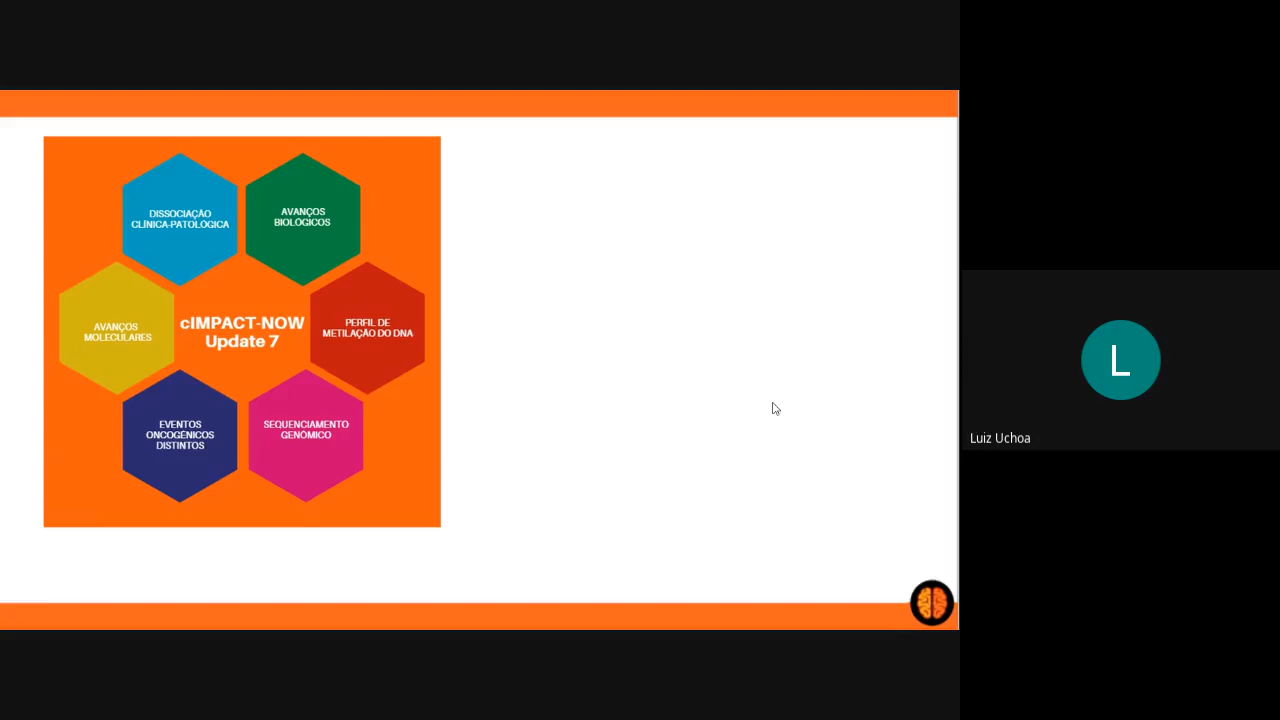 DISSOCIAÇÃO
CLÍNICA-PATOLÓGICA
AVANÇOS
BIOLÓGICOS
AVANÇOS
MOLECULARES
cIMPACT-NOW
Update 7
PERFIL DE
METILAÇÃO DO DNA
EVENTOS
ONCOGÊNICOS
DISTINTOS
SEQUENCIAMENTO
GENÔMICO
L
Luiz Uchoa